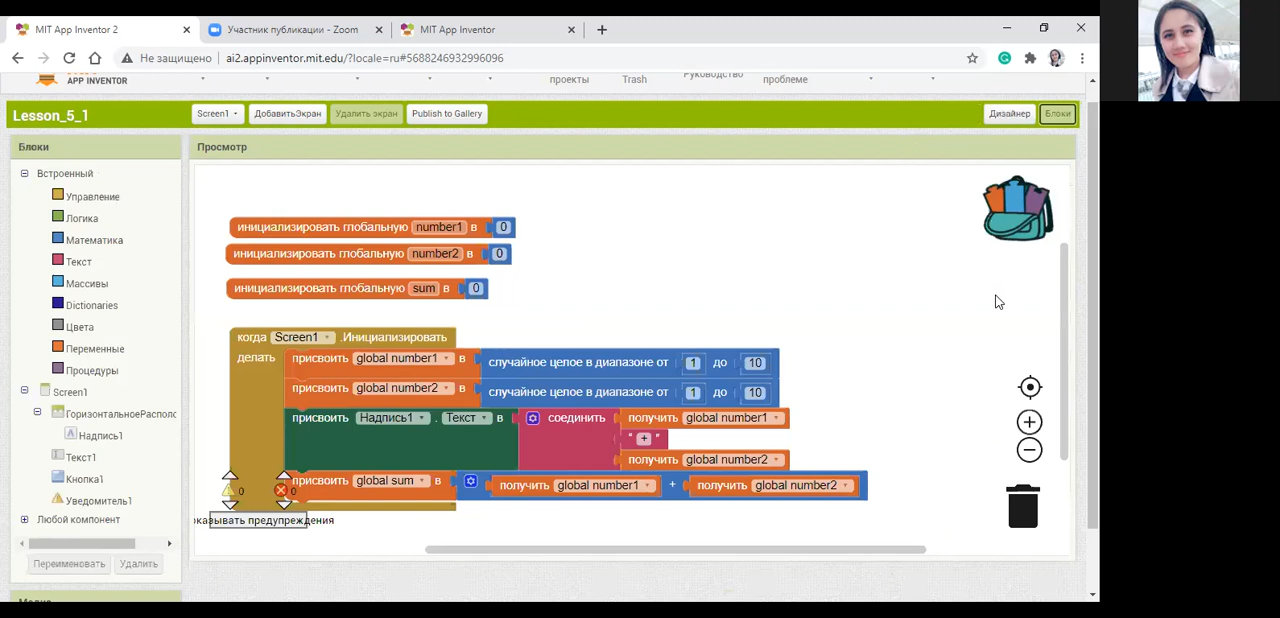 MIT App Inventor 2
Участник публикации - Zoom
MIT App Inventor
Не защищено
ai2.appinventor.mit.edu/?locale=ru#5688246932996096
APP INVENTOR
проекты
Trash
Руководство
проблеме
Lesson_5_1
Screen1
ДобавитьЭкран
Удалить экран
Publish to Gallery
Дизайнер
Блоки
Блоки
Просмотр
Встроенный
Управление
Логика
Математика
Текст
Массивы
Dictionaries
Цвета
Переменные
Процедуры
Screen1
ГоризонтальноеРасполо
Надпись1
Текст1
Кнопка1
Уведомитель1
Любой компонент
Переименовать
Удалить
инициализировать глобальную number1 в 0
инициализировать глобальную number2 в 0
инициализировать глобальную sum в 0
когда Screen1 .Инициализировать
делать присвоить global number1 в случайное целое в диапазоне от 1 до 10
присвоить global number2 в случайное целое в диапазоне от 1 до 10
присвоить Надпись1 . Текст в соединить получить global number1
" + "
получить global number2
присвоить global sum в получить global number1 + получить global number2
0 0
оказывать предупреждения